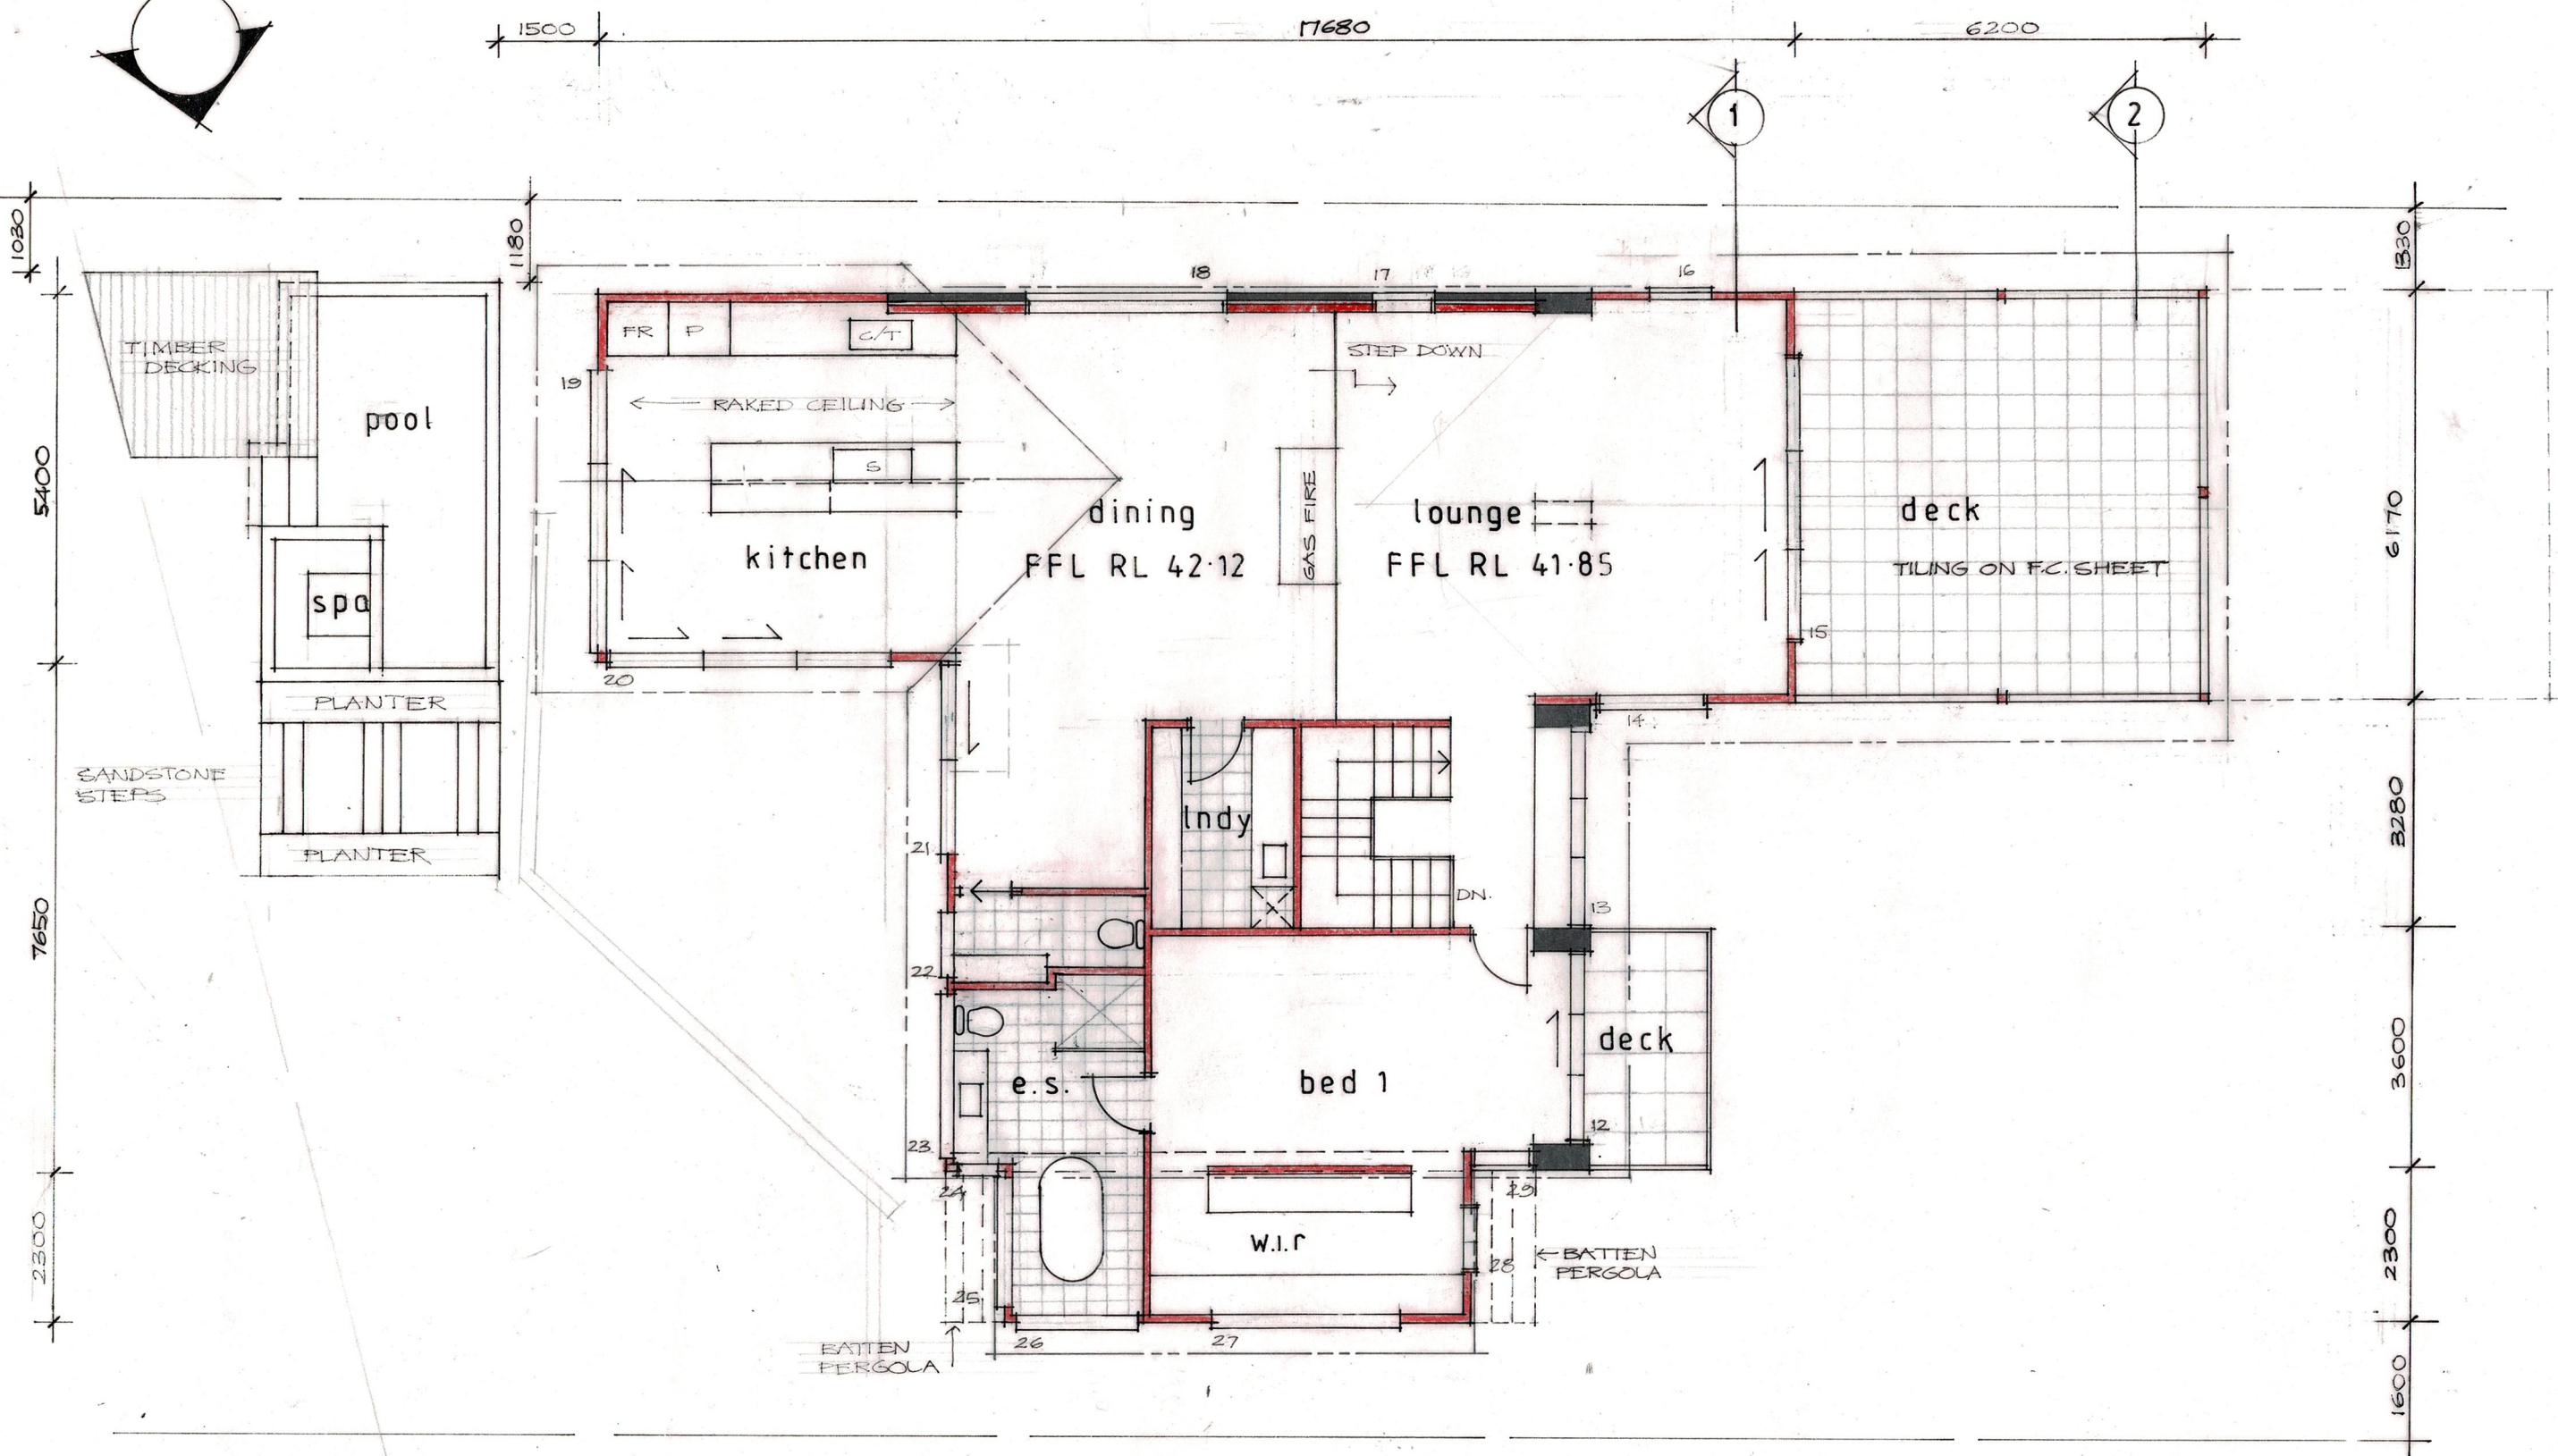 1500
17680
6200
1
2
1030
1180
1330
18
17
16
FR
P
C/T
STEP DOWN
TIMBER
DECKING
19
RAKED CEILING
pool
S
5400
GAS FIRE
dining
FFL RL 42·12
lounge
FFL RL 41·85
deck
TILING ON F.C. SHEET
6170
kitchen
spa
15
20
PLANTER
14
SANDSTONE
STEPS
lndy
3280
21
PLANTER
DN.
13
7650
22
deck
e.s.
bed 1
3600
12
23
24
29
w.i.r
2300
2300
28
BATTEN
PERGOLA
25
26
27
BATTEN
PERGOLA
1600